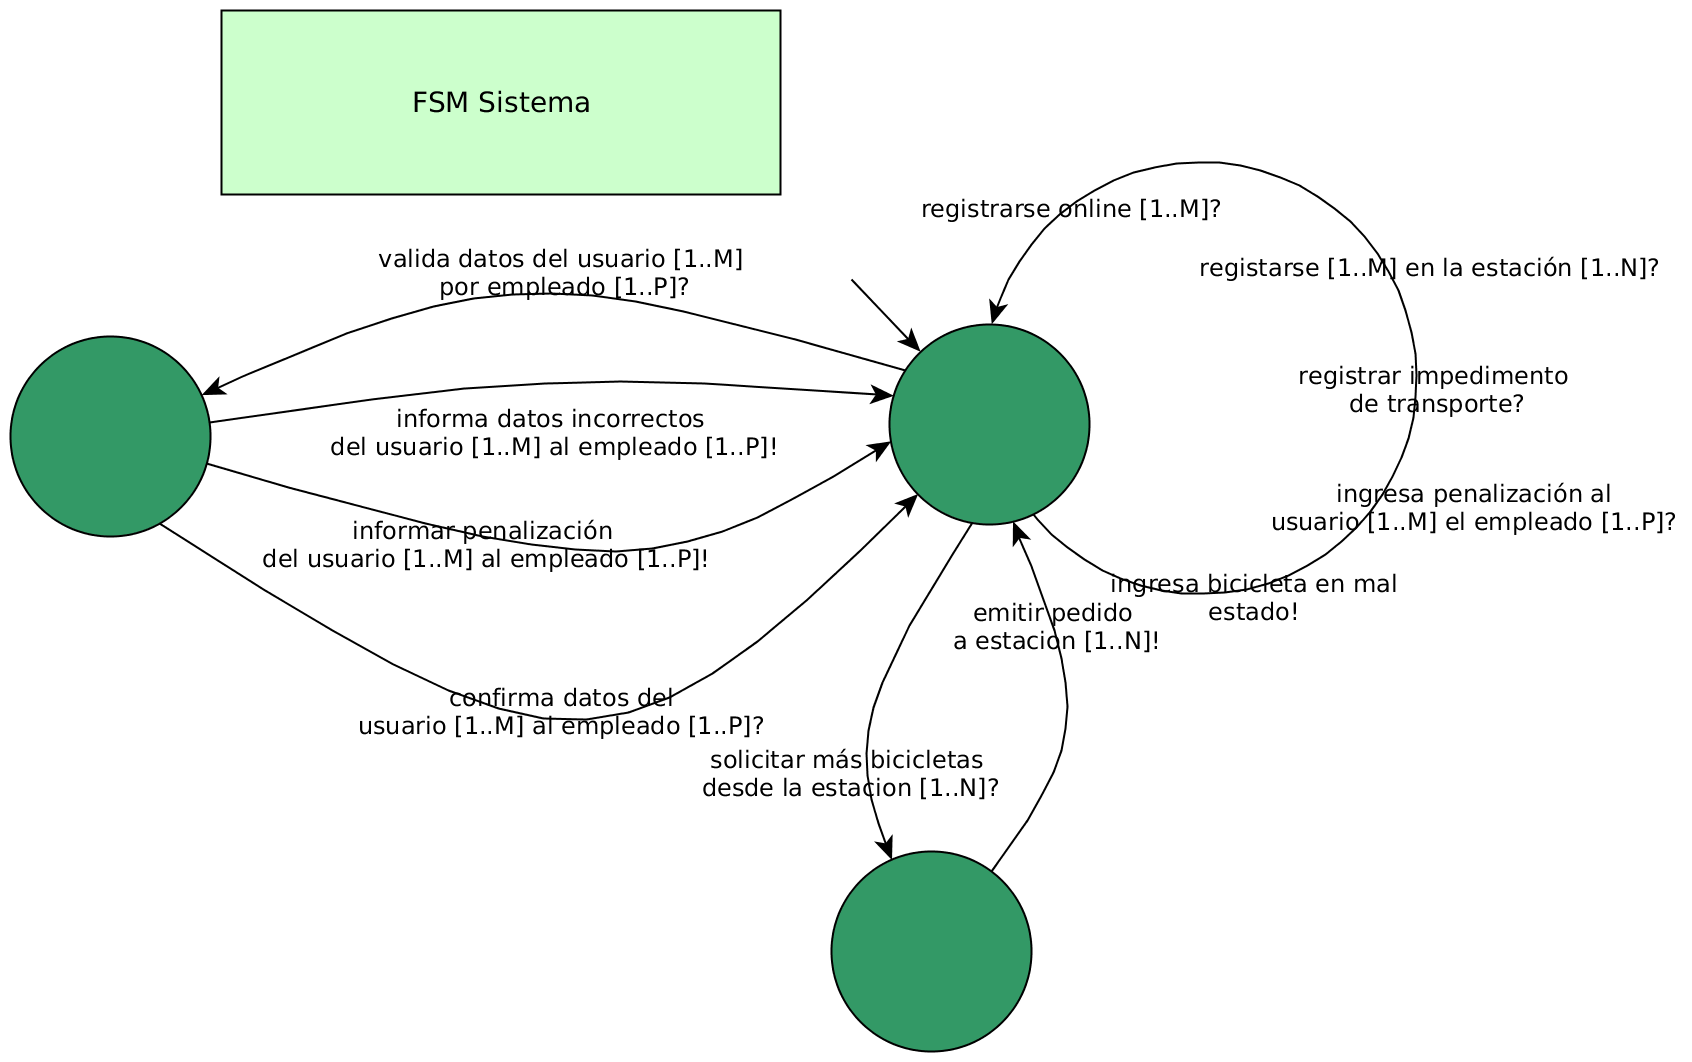 FSM Sistema
registrarse online [1..M]?
valida datos del usuario [1..M]
por empleado [1..P]?
registarse [1..M] en la estación [1..N]?
registrar impedimento
de transporte?
informa datos incorrectos
del usuario [1..M] al empleado [1..P]!
ingresa penalización al
usuario [1..M] el empleado [1..P]?
informar penalización
del usuario [1..M] al empleado [1..P]!
ingresa bicicleta en mal
estado!
emitir pedido
a estacion [1..N]!
confirma datos del
usuario [1..M] al empleado [1..P]?
solicitar más bicicletas
desde la estacion [1..N]?